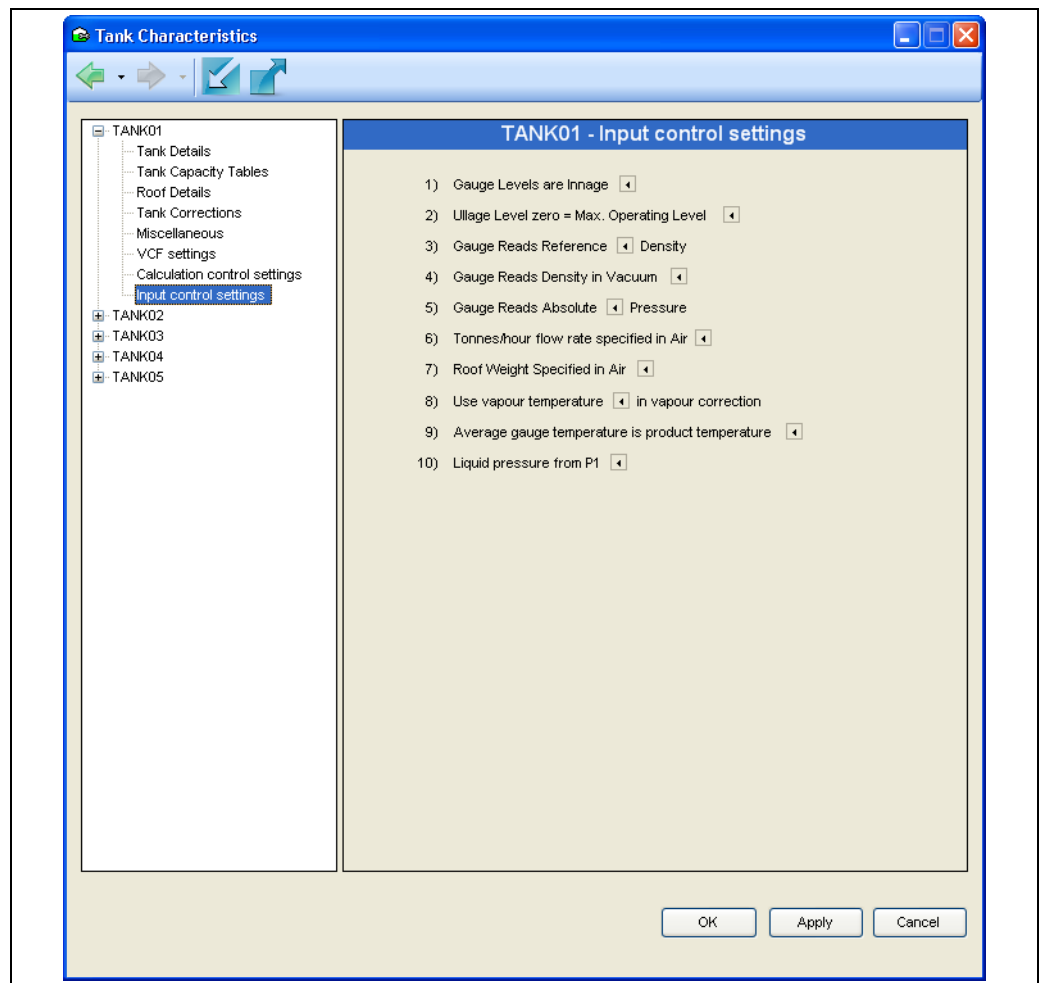 Tank Characteristics
TANK01
Tank Details
Tank Capacity Tables
Roof Details
Tank Corrections
Miscellaneous
VCF settings
Calculation control settings
Input control settings
TANK02
TANK03
TANK04
TANK05
TANK01 - Input control settings
1) Gauge Levels are Innage
2) Ullage Level zero = Max. Operating Level
3) Gauge Reads Reference Density
4) Gauge Reads Density in Vacuum
5) Gauge Reads Absolute Pressure
6) Tonnes/hour flow rate specified in Air
7) Roof Weight Specified in Air
8) Use vapour temperature in vapour correction
9) Average gauge temperature is product temperature
10) Liquid pressure from P1
OK Apply Cancel